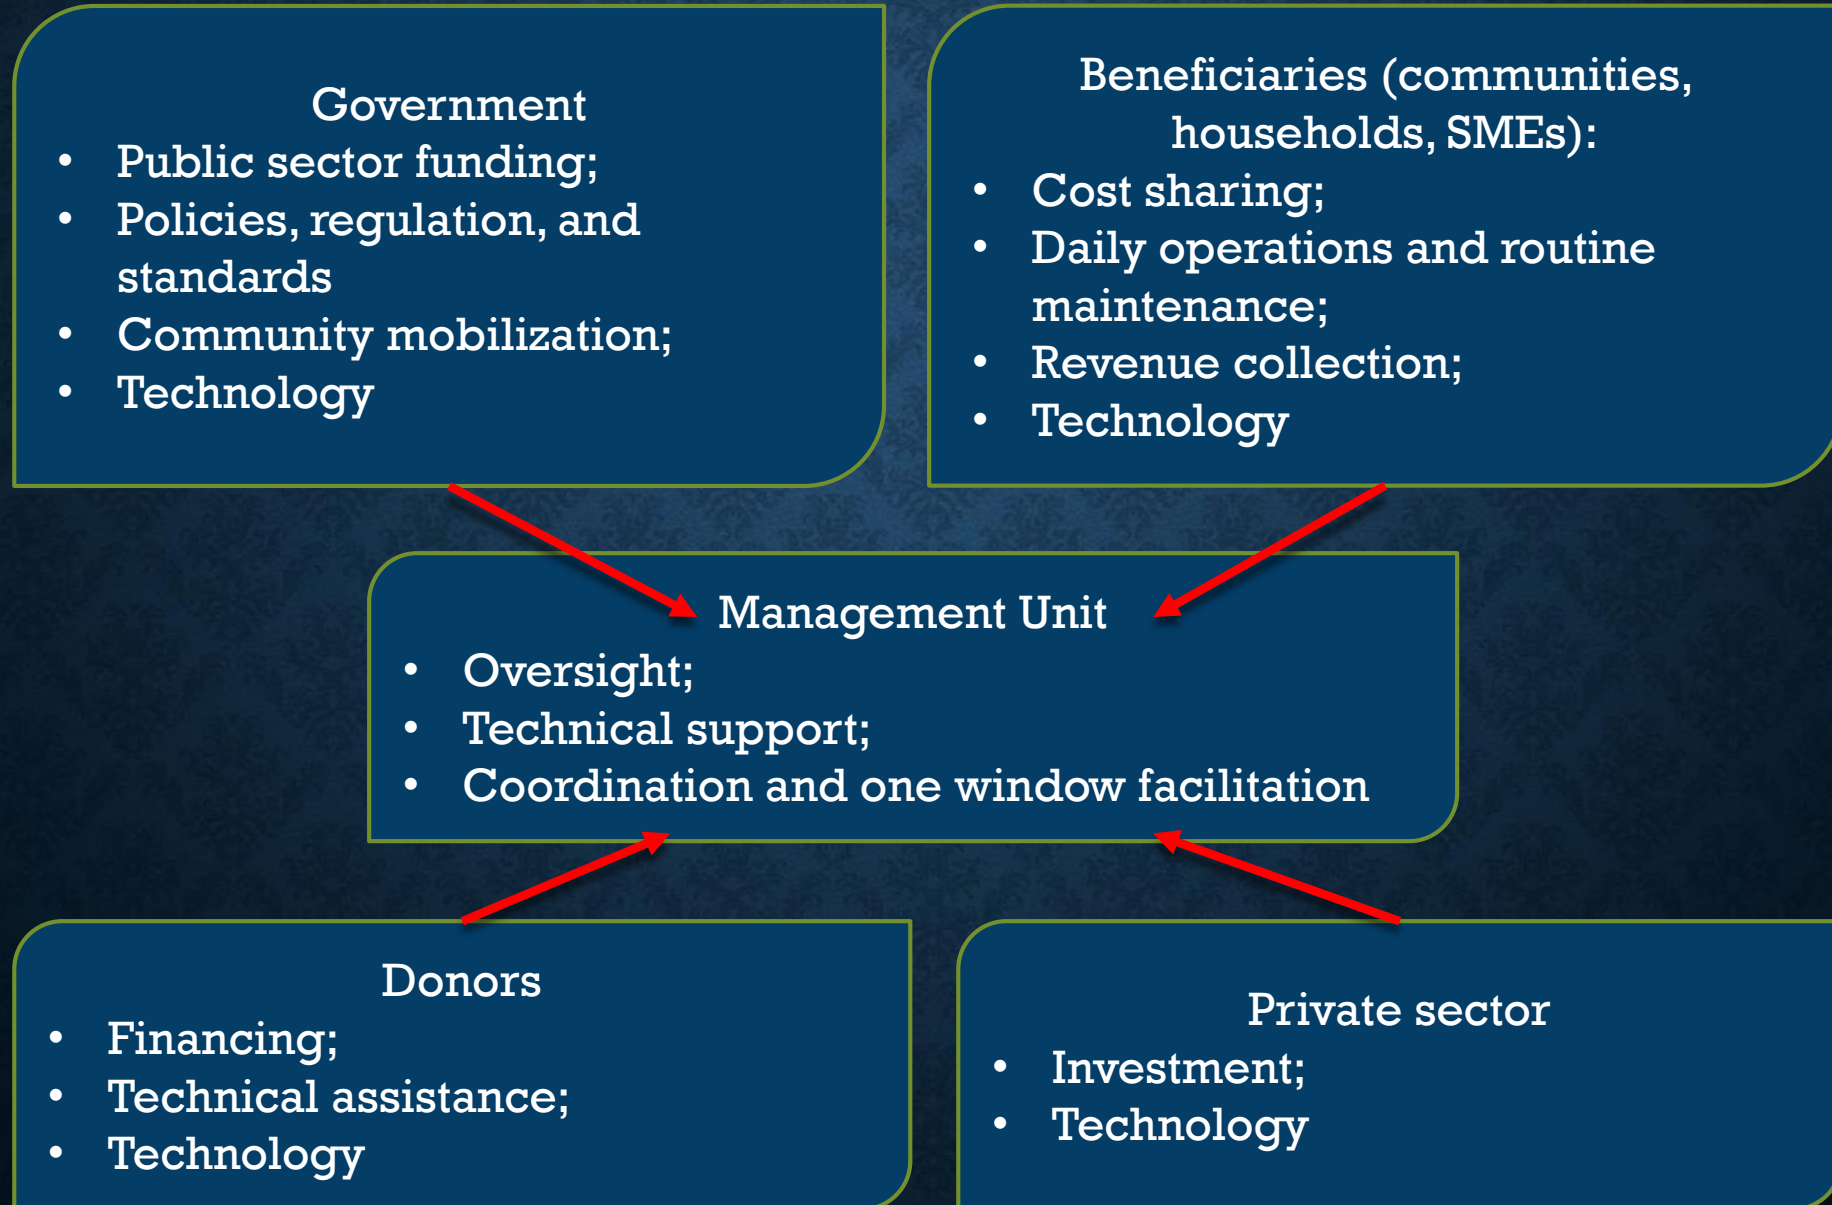 Government
• Public sector funding;
• Policies, regulation, and
standards
• Community mobilization;
• Technology
Beneficiaries (communities,
households, SMEs):
• Cost sharing;
• Daily operations and routine
maintenance;
• Revenue collection;
• Technology
Management Unit
• Oversight;
• Technical support;
• Coordination and one window facilitation
Donors
• Financing;
• Technical assistance;
• Technology
Private sector
• Investment;
• Technology